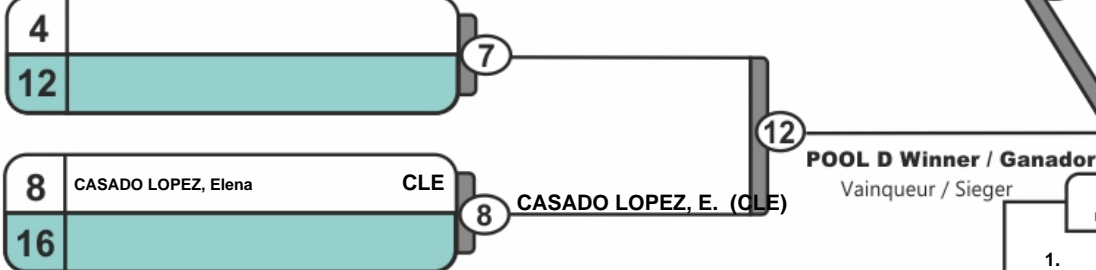 4
12
7
12
POOL D Winner / Ganador
Vainqueur / Sieger
8 CASADO LOPEZ, Elena CLE
16
8
CASADO LOPEZ, E. (CLE)
1.